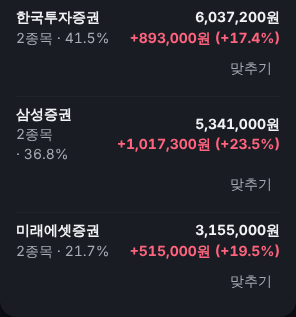 한국투자증권 6,037,200원
2종목 · 41.5% +893,000원 (+17.4%)
맞추기
삼성증권
5,341,000원
2종목
+1,017,300원 (+23.5%)
· 36.8%
맞추기
미래에셋증권 3,155,000원
2종목 · 21.7% +515,000원 (+19.5%)
맞추기